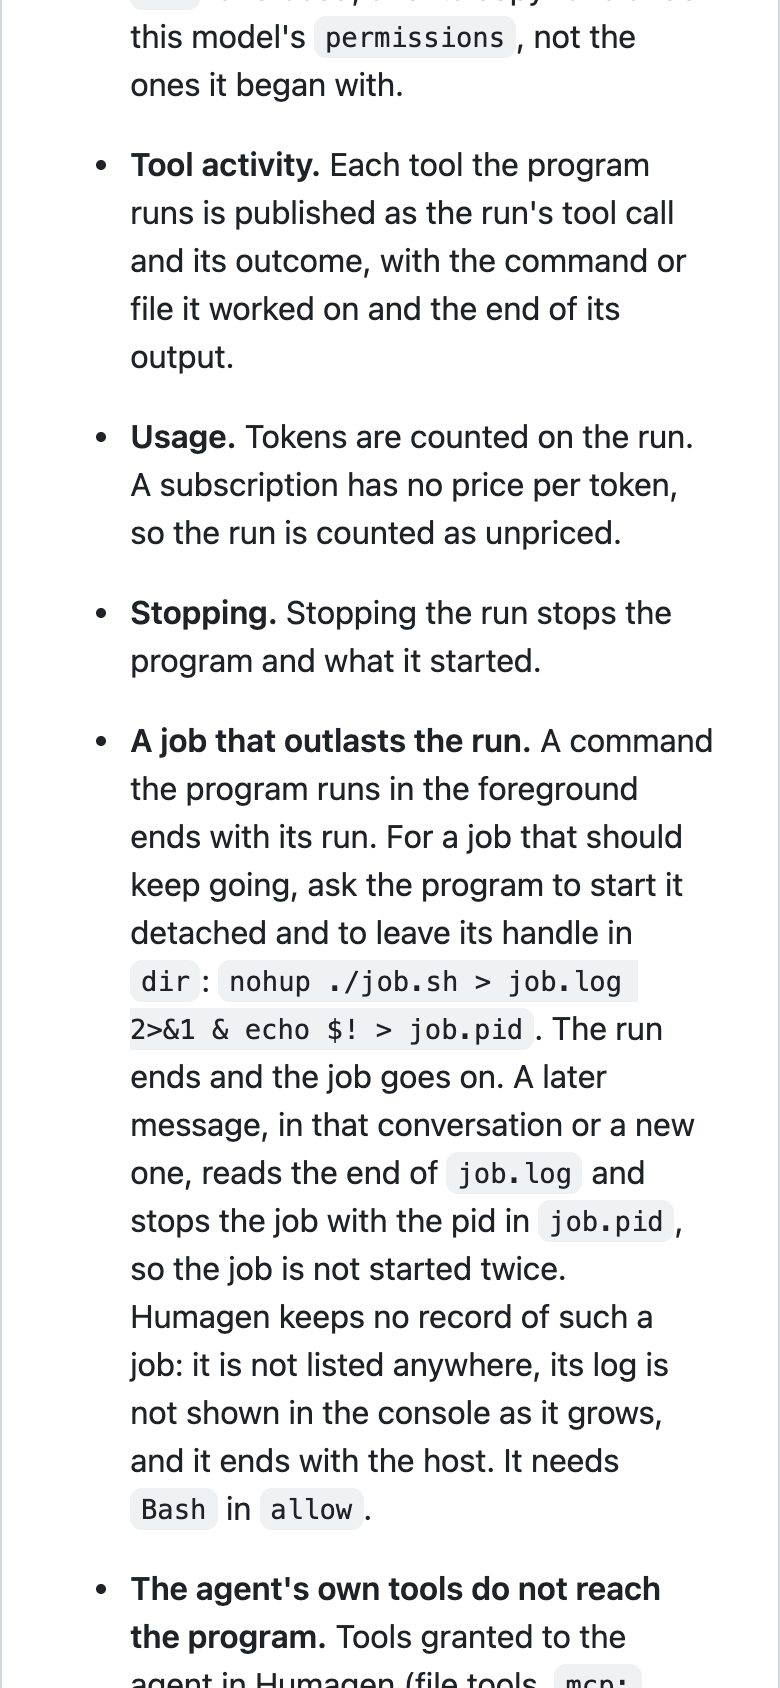 this model's permissions, not the
ones it began with.
• Tool activity. Each tool the program
runs is published as the run's tool call
and its outcome, with the command or
file it worked on and the end of its
output.
• Usage. Tokens are counted on the run.
A subscription has no price per token,
so the run is counted as unpriced.
• Stopping. Stopping the run stops the
program and what it started.
• A job that outlasts the run. A command
the program runs in the foreground
ends with its run. For a job that should
keep going, ask the program to start it
detached and to leave its handle in
dir: nohup ./job.sh > job.log
2>&1 & echo $! > job.pid. The run
ends and the job goes on. A later
message, in that conversation or a new
one, reads the end of job.log and
stops the job with the pid in job.pid,
so the job is not started twice.
Humagen keeps no record of such a
job: it is not listed anywhere, its log is
not shown in the console as it grows,
and it ends with the host. It needs
Bash in allow.
• The agent's own tools do not reach
the program. Tools granted to the
agent in Humagen (file tools, mcp: